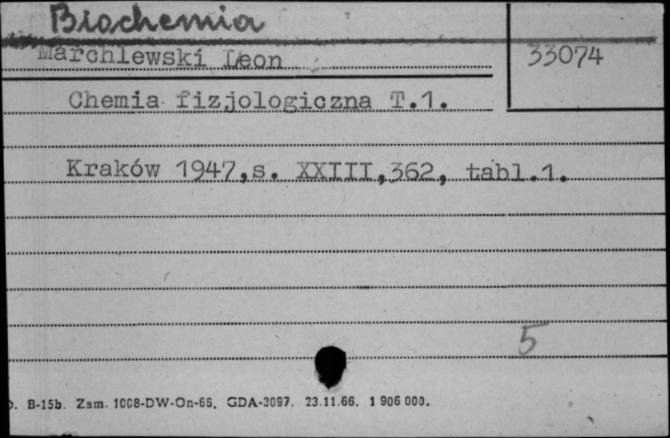 Biochemia
Marchlewski Leon
33074
Chemia fizjologiczna T.1.
Kraków 1947,s. XXIII,362, tabl.1.
5
B-15b. Zam. 1008-DW-On-66. GDA-3097. 23.11.66. 1 906 000.